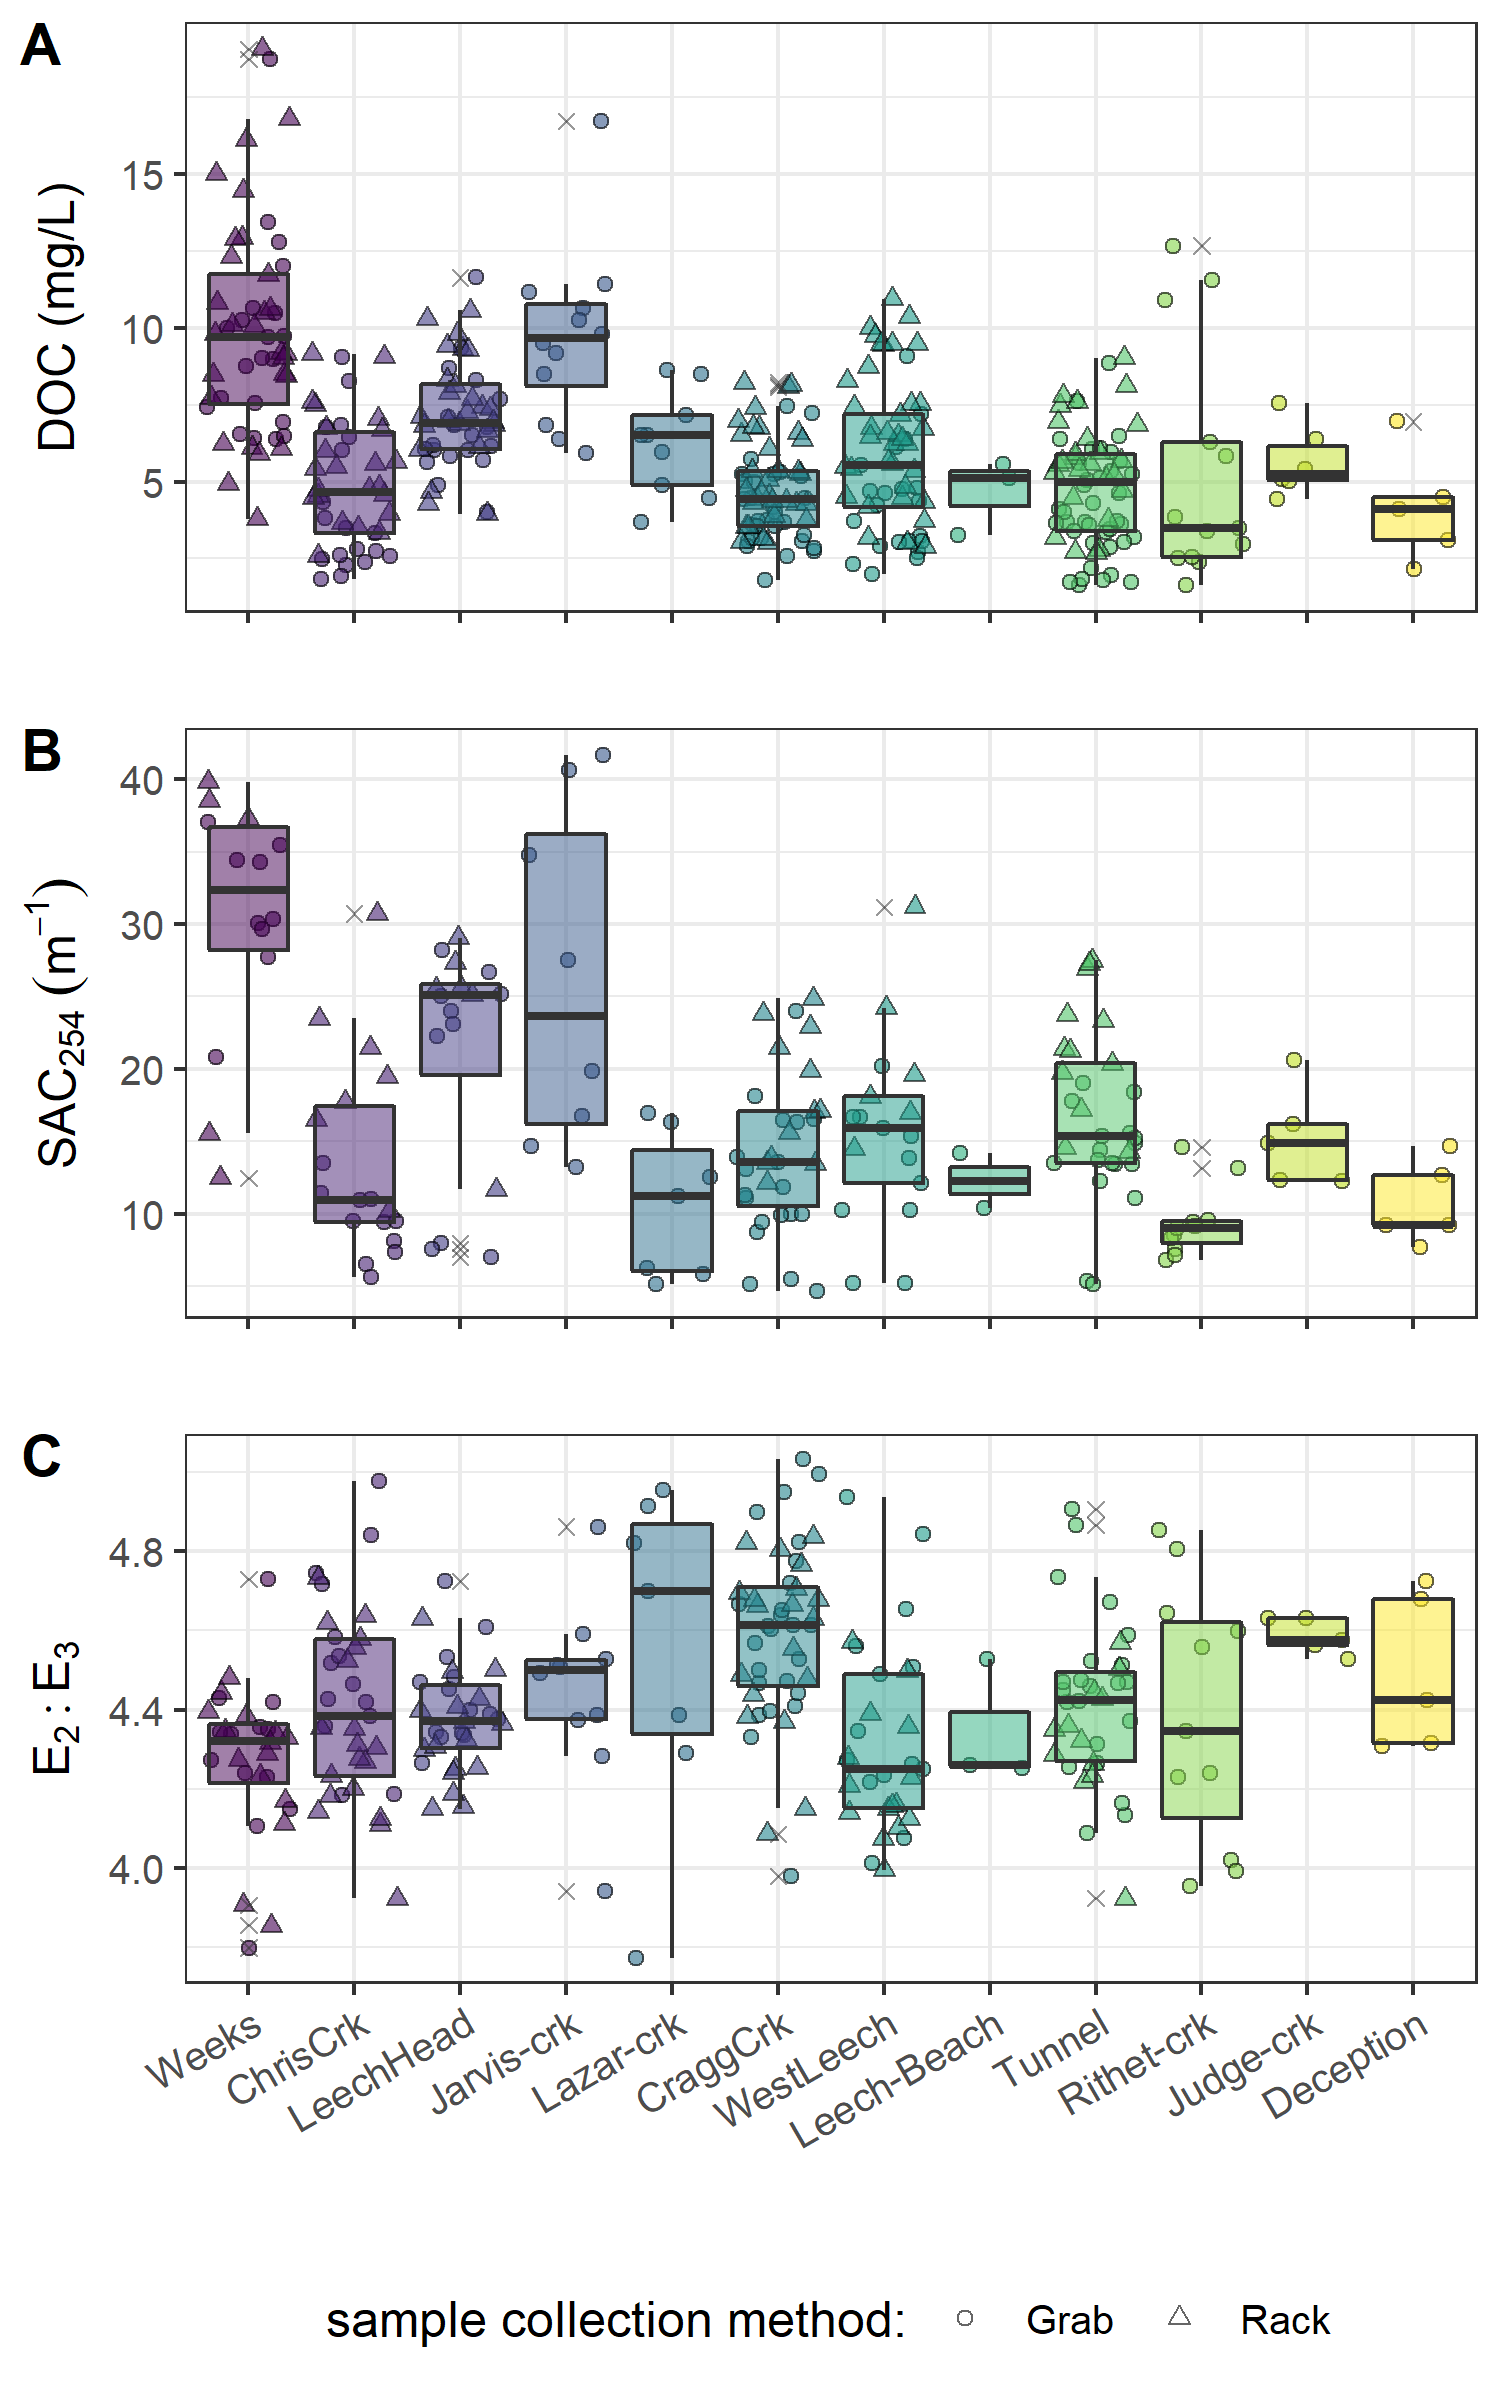 A
DOC (mg/L)
15
10
5
B
SAC₂₅₄ (m⁻¹)
40
30
20
10
C
E₂ : E₃
4.8
4.4
4.0
Weeks
ChrisCrk
LeechHead
Jarvis-crk
Lazar-crk
CraggCrk
WestLeech
Leech-Beach
Tunnel
Rithet-crk
Judge-crk
Deception
sample collection method: Grab Rack